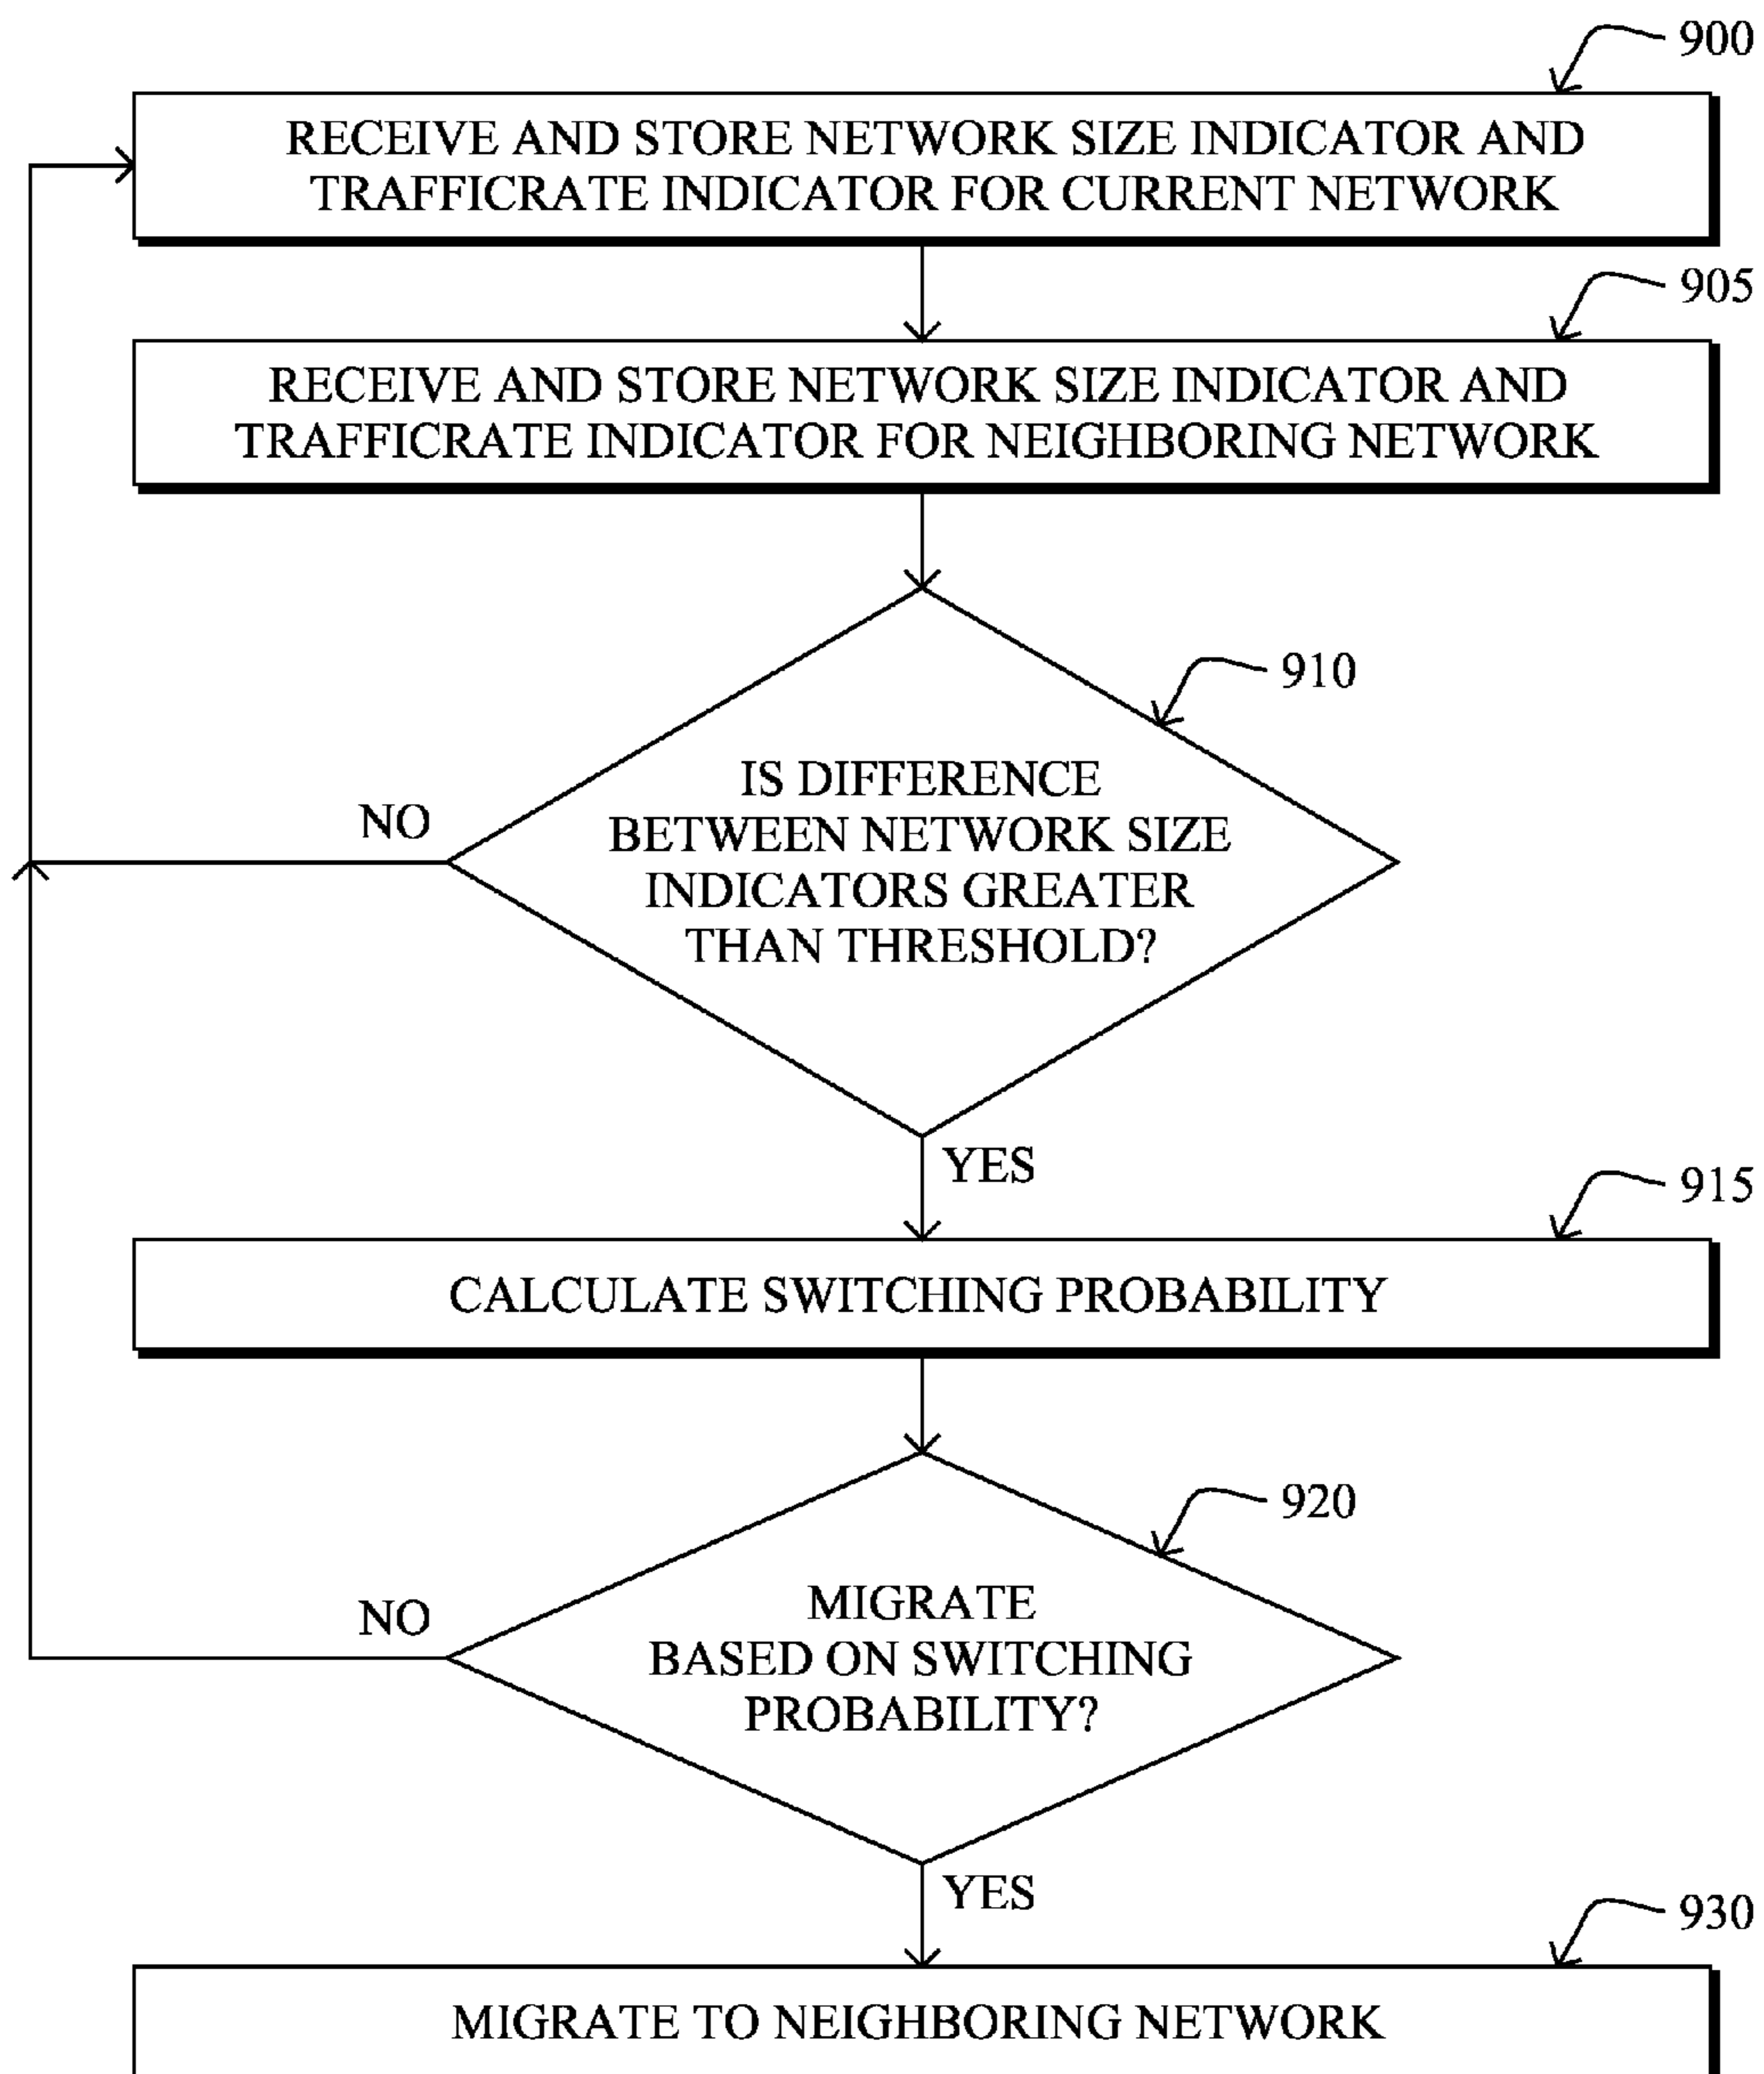 900
RECEIVE AND STORE NETWORK SIZE INDICATOR AND
TRAFFICRATE INDICATOR FOR CURRENT NETWORK
905
RECEIVE AND STORE NETWORK SIZE INDICATOR AND
TRAFFICRATE INDICATOR FOR NEIGHBORING NETWORK
910
IS DIFFERENCE
BETWEEN NETWORK SIZE
INDICATORS GREATER
THAN THRESHOLD?
NO
YES
915
CALCULATE SWITCHING PROBABILITY
920
MIGRATE
BASED ON SWITCHING
PROBABILITY?
NO
YES
930
MIGRATE TO NEIGHBORING NETWORK